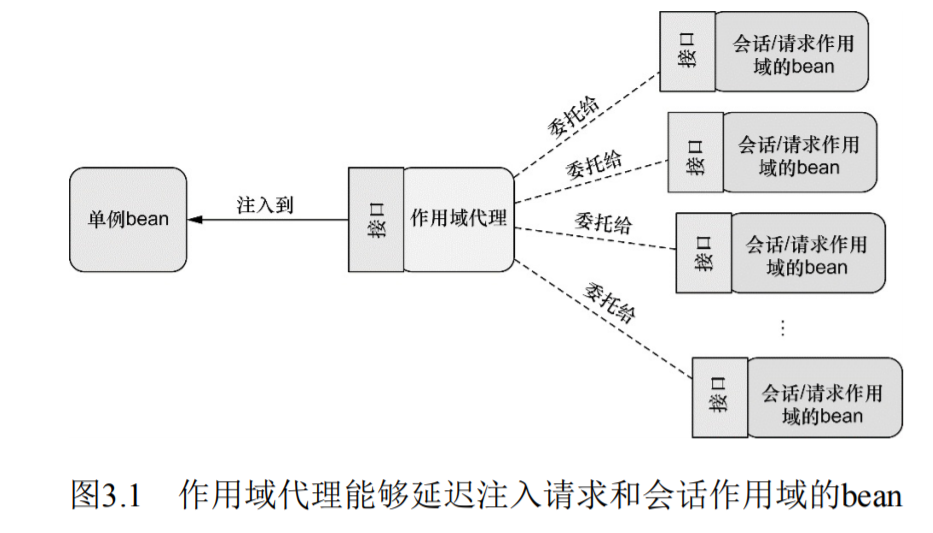 单例bean
注入到
接口
作用域代理
委托给
委托给
委托给
委托给
接口
会话/请求作用
域的bean
接口
会话/请求作用
域的bean
接口
会话/请求作用
域的bean
⋮
接口
会话/请求作用
域的bean
图3.1 作用域代理能够延迟注入请求和会话作用域的bean